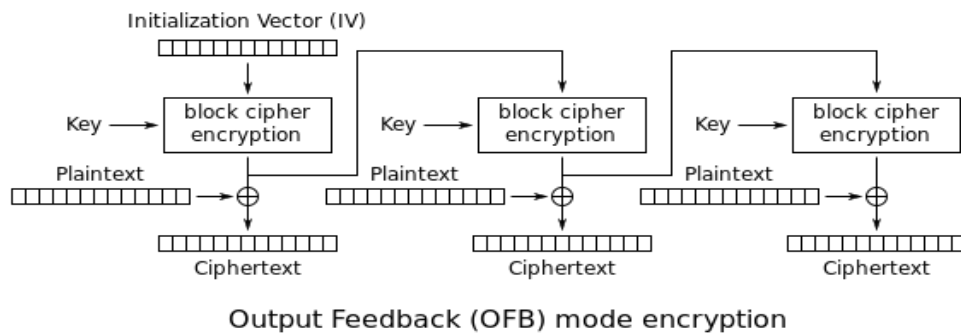 Initialization Vector (IV)
Key
block cipher
encryption
Key
block cipher
encryption
Key
block cipher
encryption
Plaintext
Plaintext
Plaintext
Ciphertext
Ciphertext
Ciphertext
Output Feedback (OFB) mode encryption